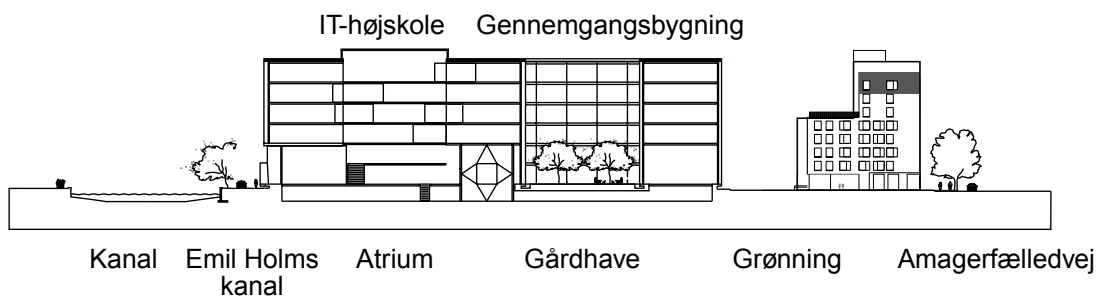 IT-højskole Gennemgangsbygning
Kanal Emil Holms kanal Atrium Gårdhave Grønning Amagerfælledvej